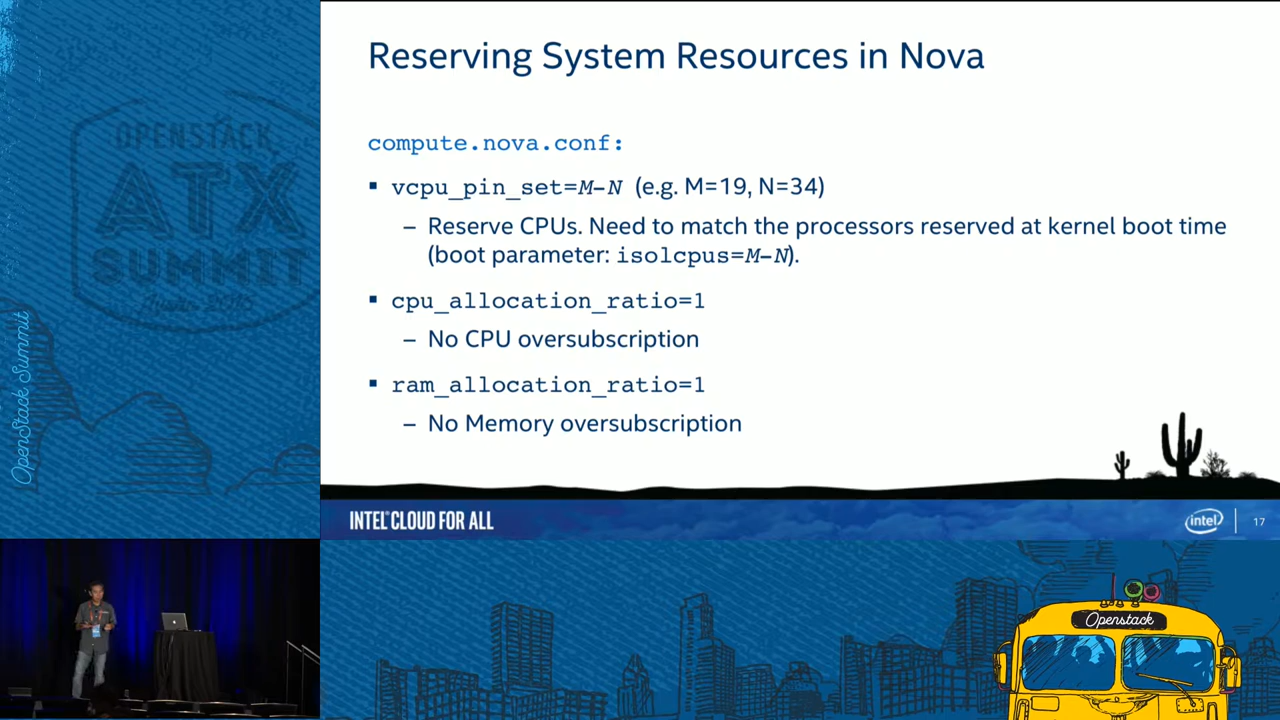 Reserving System Resources in Nova
compute.nova.conf:
▪ vcpu_pin_set=M-N (e.g. M=19, N=34)
– Reserve CPUs. Need to match the processors reserved at kernel boot time
(boot parameter: isolcpus=M-N).
▪ cpu_allocation_ratio=1
– No CPU oversubscription
▪ ram_allocation_ratio=1
– No Memory oversubscription
INTEL® CLOUD FOR ALL
intel
17
OPENSTACK
ATX
SUMMIT
OpenStack Summit
Openstack